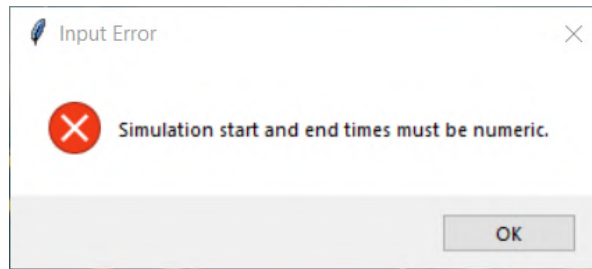 Input Error
Simulation start and end times must be numeric.
OK